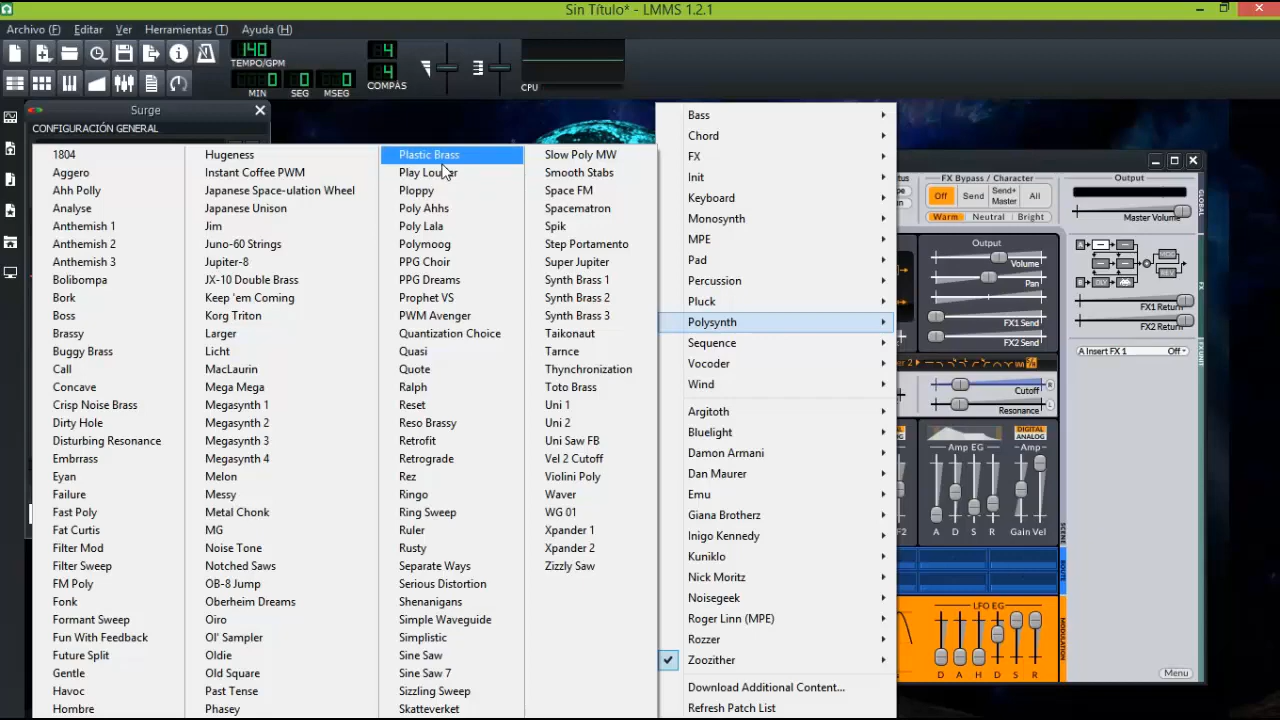 Sin Título* - LMMS 1.2.1
Archivo (F)
Editar
Ver
Herramientas (T)
Ayuda (H)
140
TEMPO/GPM
0
MIN
0
SEG
0
MSEG
4
4
COMPÁS
CPU
Surge
CONFIGURACIÓN GENERAL
1804
Aggero
Ahh Polly
Analyse
Anthemish 1
Anthemish 2
Anthemish 3
Bolibompa
Bork
Boss
Brassy
Buggy Brass
Call
Concave
Crisp Noise Brass
Dirty Hole
Disturbing Resonance
Embrrass
Eyan
Failure
Fast Poly
Fat Curtis
Filter Mod
Filter Sweep
FM Poly
Fonk
Formant Sweep
Fun With Feedback
Future Split
Gentle
Havoc
Hombre
Hugeness
Instant Coffee PWM
Japanese Space-ulation Wheel
Japanese Unison
Jim
Juno-60 Strings
Jupiter-8
JX-10 Double Brass
Keep 'em Coming
Korg Triton
Larger
Licht
MacLaurin
Mega Mega
Megasynth 1
Megasynth 2
Megasynth 3
Megasynth 4
Melon
Messy
Metal Chonk
MG
Noise Tone
Notched Saws
OB-8 Jump
Oberheim Dreams
Oiro
Ol' Sampler
Oldie
Old Square
Past Tense
Phasey
Plastic Brass
Play Louder
Ploppy
Poly Ahhs
Poly Lala
Polymoog
PPG Choir
PPG Dreams
Prophet VS
PWM Avenger
Quantization Choice
Quasi
Quote
Ralph
Reset
Reso Brassy
Retrofit
Retrograde
Rez
Ringo
Ring Sweep
Ruler
Rusty
Separate Ways
Serious Distortion
Shenanigans
Simple Waveguide
Simplistic
Sine Saw
Sine Saw 7
Sizzling Sweep
Skatteverket
Slow Poly MW
Smooth Stabs
Space FM
Spacematron
Spik
Step Portamento
Super Jupiter
Synth Brass 1
Synth Brass 2
Synth Brass 3
Taikonaut
Tarnce
Thynchronization
Toto Brass
Uni 1
Uni 2
Uni Saw FB
Vel 2 Cutoff
Violini Poly
Waver
WG 01
Xpander 1
Xpander 2
Zizzly Saw
Bass
Chord
FX
Init
Keyboard
Monosynth
MPE
Pad
Percussion
Pluck
Polysynth
Sequence
Vocoder
Wind
Argitoth
Bluelight
Damon Armani
Dan Maurer
Emu
Giana Brotherz
Inigo Kennedy
Kuniklo
Nick Moritz
Noisegeek
Roger Linn (MPE)
Rozzer
Zoozither
Download Additional Content...
Refresh Patch List
FX Bypass / Character
Off
Send
Send+
Master
All
Warm
Neutral
Bright
Output
Master Volume
GLOBAL
Output
Volume
Pan
FX1 Send
FX2 Send
FX1 Return
FX2 Return
A Insert FX 1
Off
FX UNIT
Cutoff
Resonance
DIGITAL
ANALOG
Amp EG
Amp
A D S R
Gain Vel
SCENE
ROUTE
LFO EG
D A H D S R
MODULATION
Menu